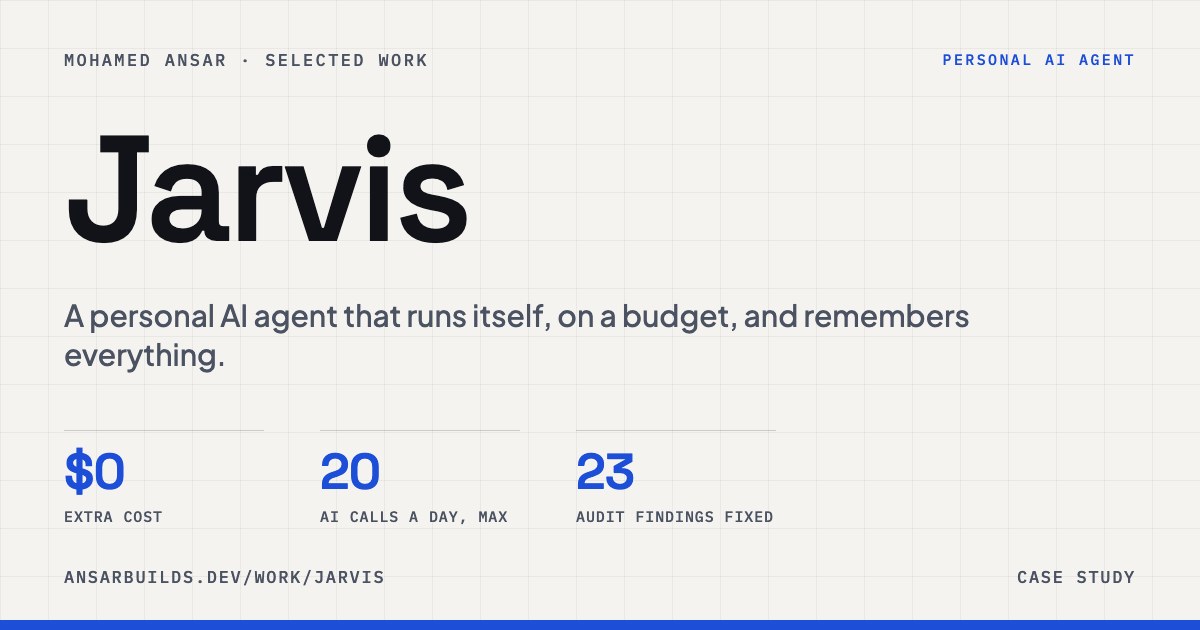 MOHAMED ANSAR · SELECTED WORK
PERSONAL AI AGENT
Jarvis
A personal AI agent that runs itself, on a budget, and remembers
everything.
$0
EXTRA COST
20
AI CALLS A DAY, MAX
23
AUDIT FINDINGS FIXED
ANSARBUILDS.DEV/WORK/JARVIS
CASE STUDY